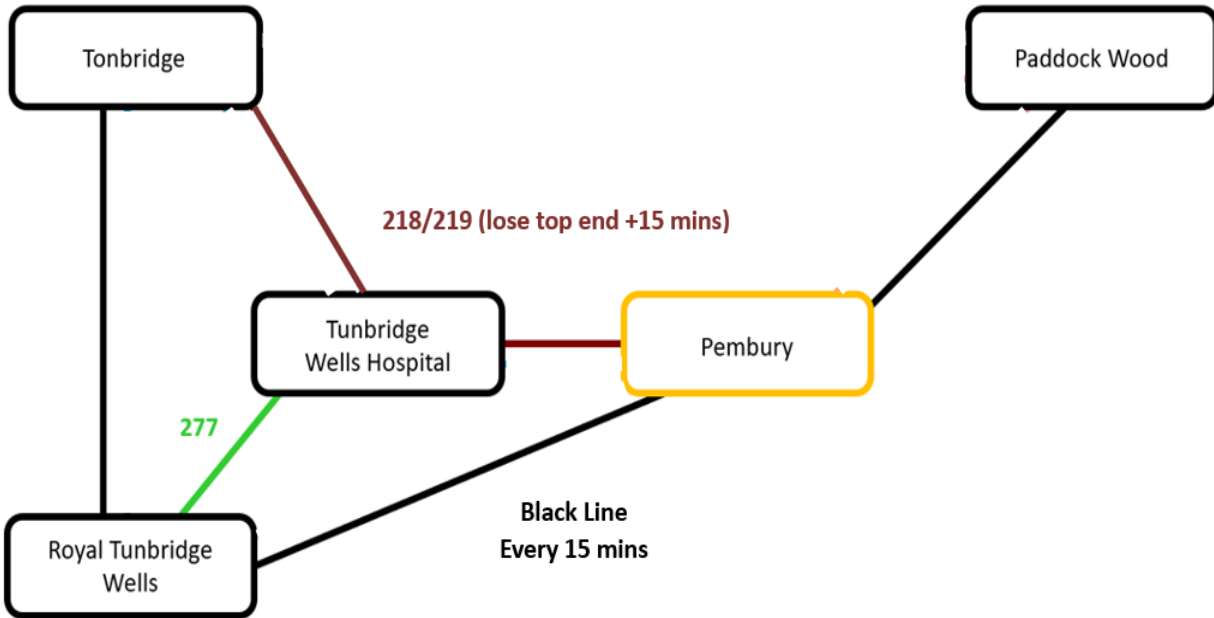 Tonbridge
Paddock Wood
218/219 (lose top end +15 mins)
Tunbridge
Wells Hospital
Pembury
277
Black Line
Every 15 mins
Royal Tunbridge
Wells